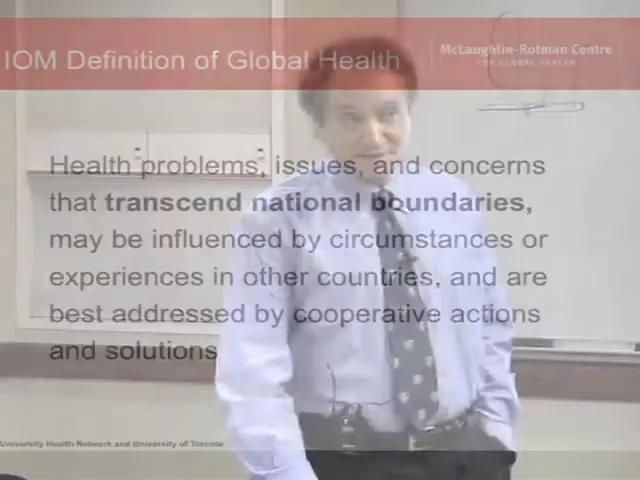 IOM Definition of Global Health
McLaughlin-Rotman Centre
FOR GLOBAL HEALTH
Health problems, issues, and concerns
that transcend national boundaries,
may be influenced by circumstances or
experiences in other countries, and are
best addressed by cooperative actions
and solutions
University Health Network and University of Toronto